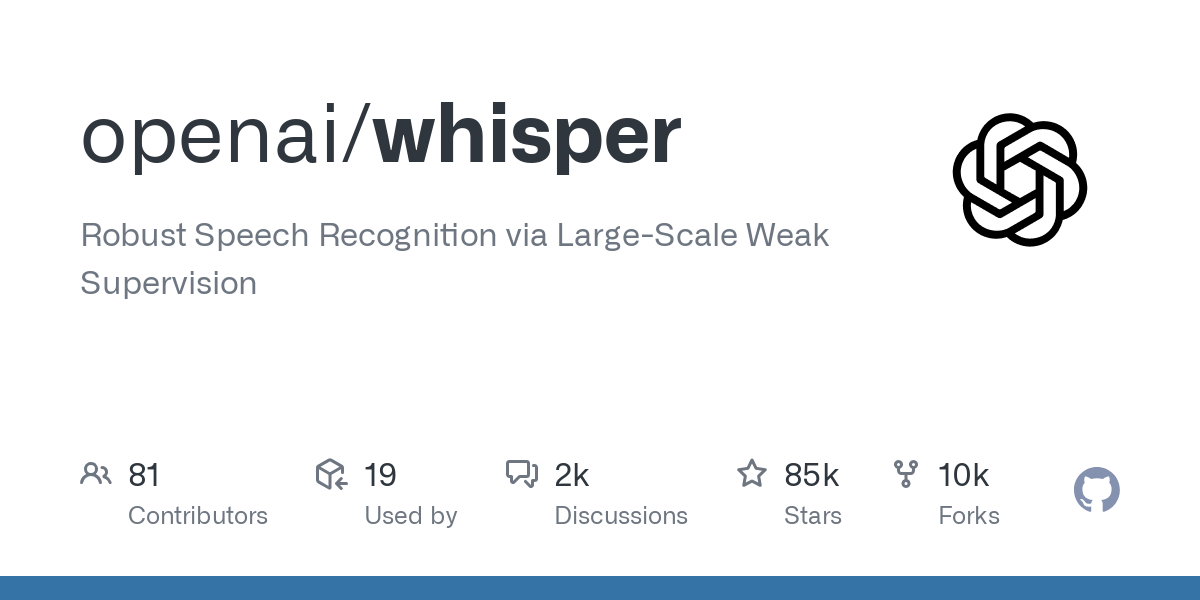 openai/whisper
Robust Speech Recognition via Large-Scale Weak
Supervision
81 19 2k 85k 10k
Contributors Used by Discussions Stars Forks